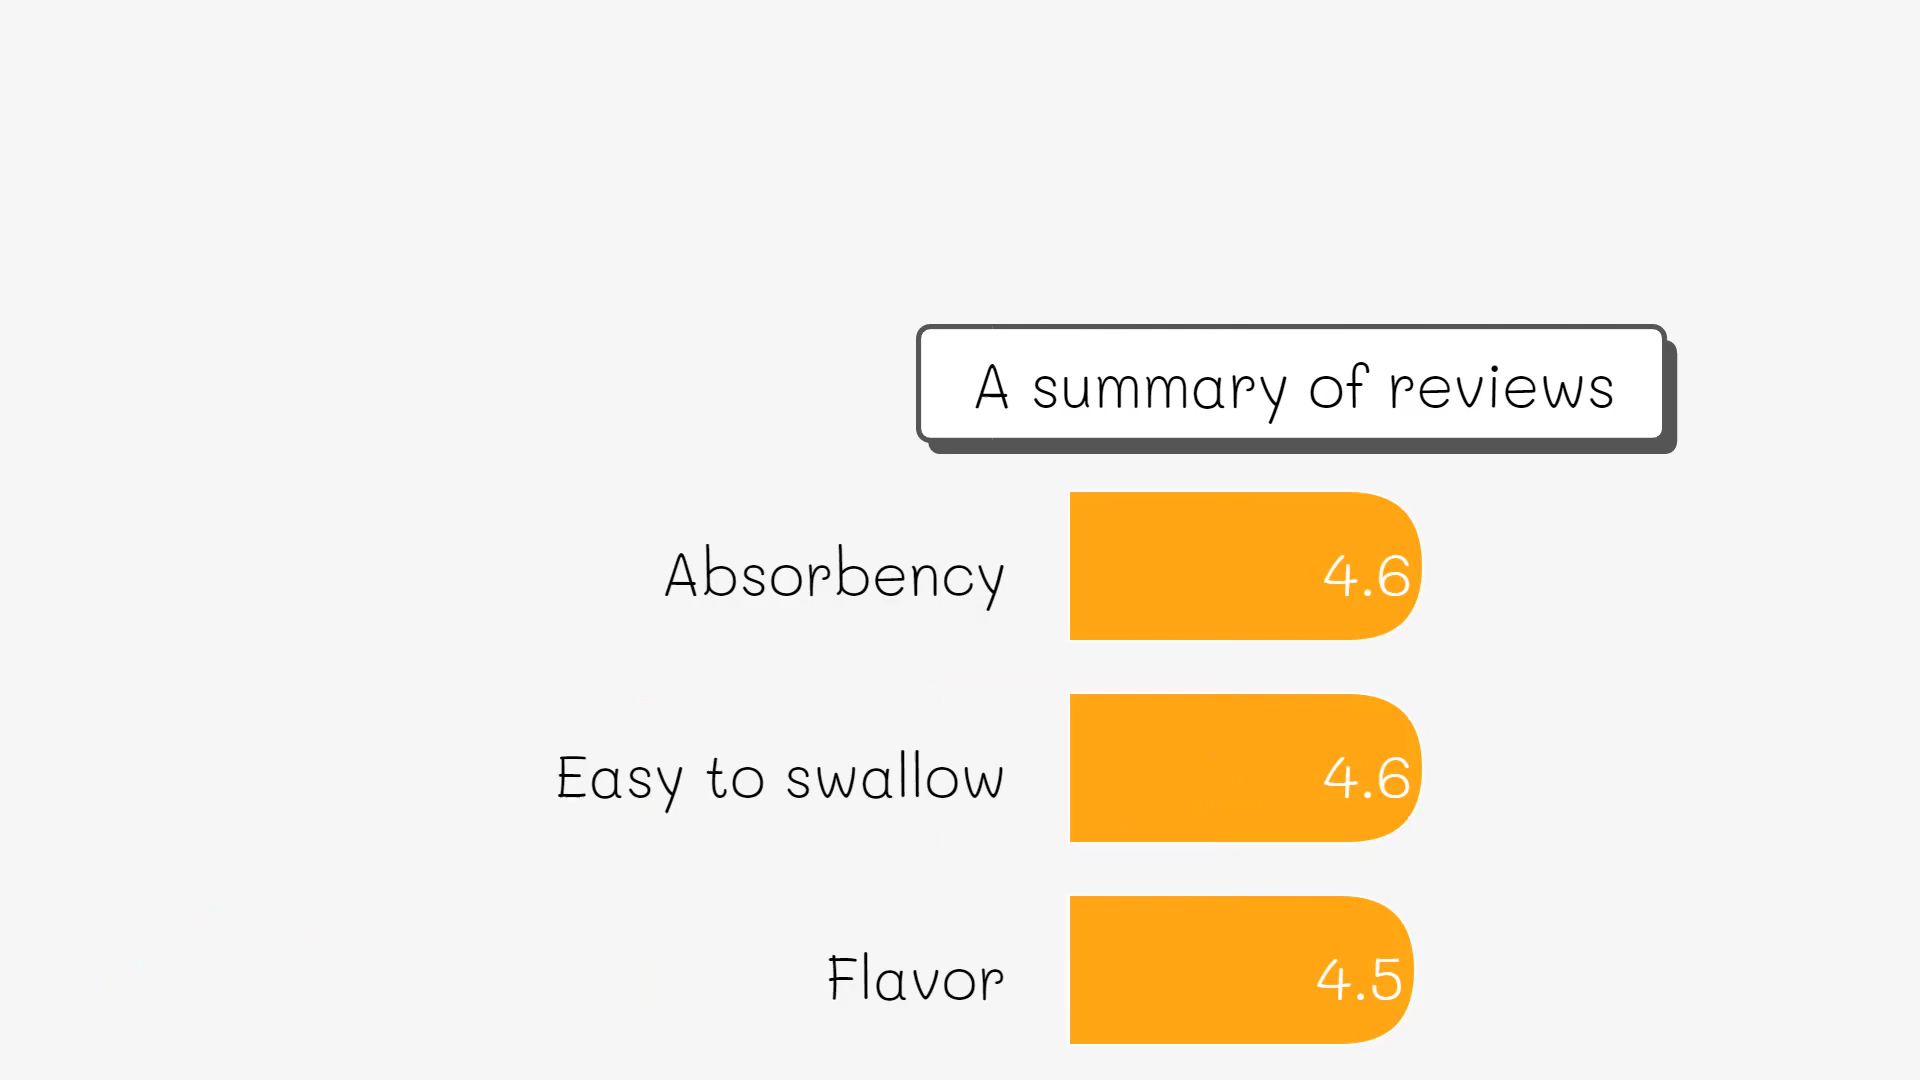 A summary of reviews
Absorbency 4.6
Easy to swallow 4.6
Flavor 4.5